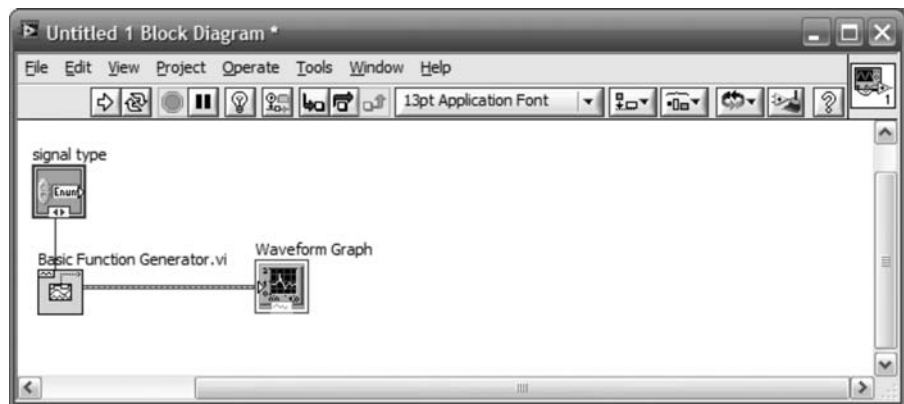 Untitled 1 Block Diagram *
File Edit View Project Operate Tools Window Help
13pt Application Font
1
signal type
Enum
Basic Function Generator.vi
Waveform Graph